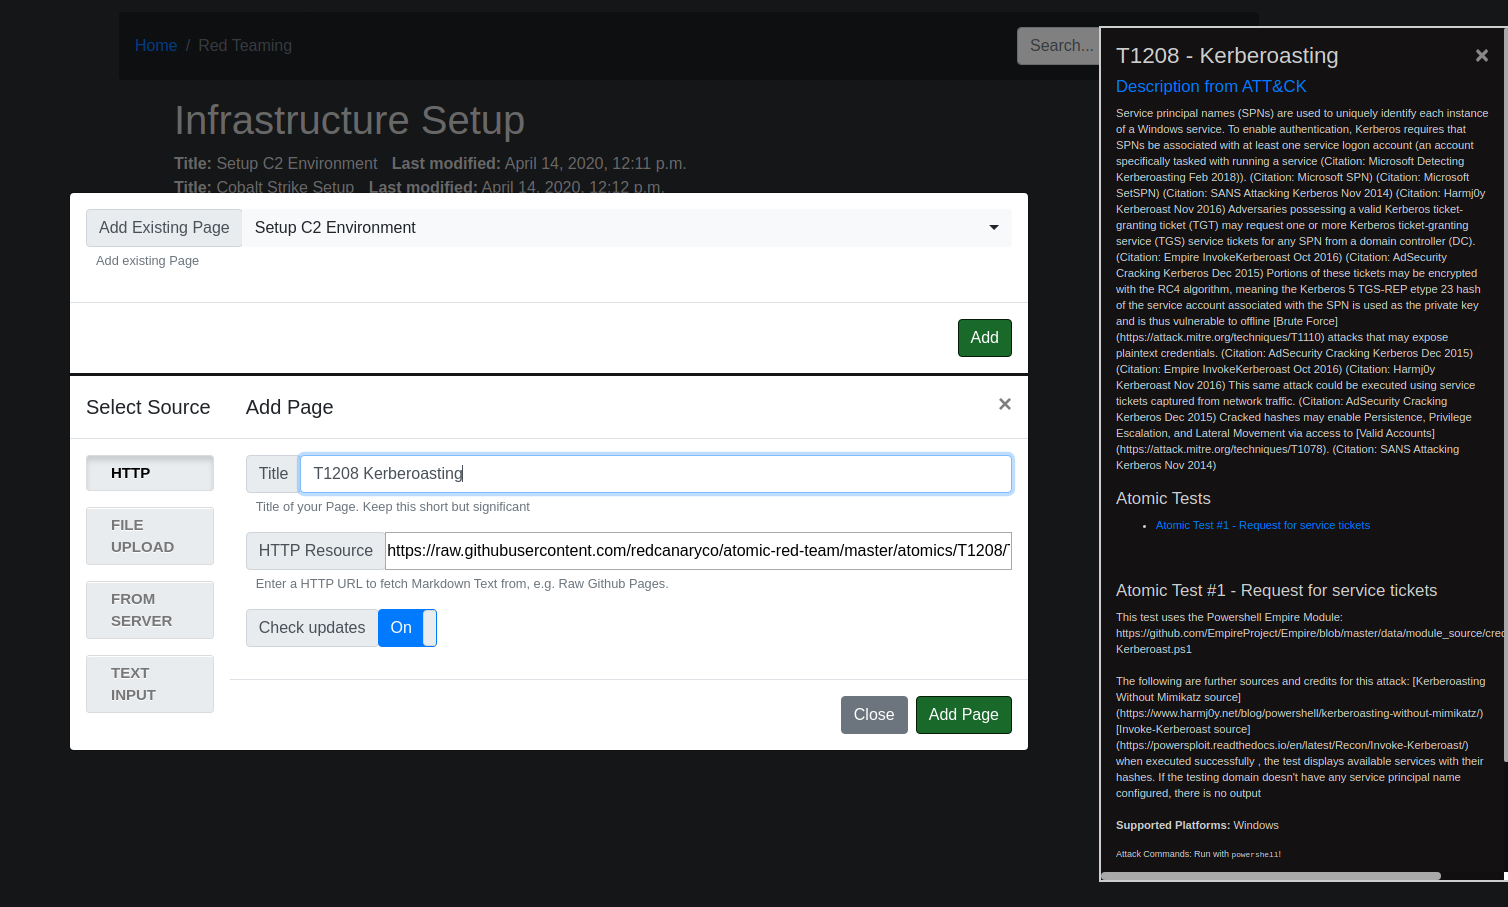 Home / Red Teaming
Search...
Infrastructure Setup
Title: Setup C2 Environment Last modified: April 14, 2020, 12:11 p.m.
Title: Cobalt Strike Setup Last modified: April 14, 2020, 12:12 p.m.
Add Existing Page Setup C2 Environment
Add existing Page
Add
Select Source
Add Page
×
HTTP
FILE
UPLOAD
FROM
SERVER
TEXT
INPUT
Title T1208 Kerberoasting
Title of your Page. Keep this short but significant
HTTP Resource https://raw.githubusercontent.com/redcanaryco/atomic-red-team/master/atomics/T1208/
Enter a HTTP URL to fetch Markdown Text from, e.g. Raw Github Pages.
Check updates On
Close Add Page
T1208 - Kerberoasting ×
Description from ATT&CK
Service principal names (SPNs) are used to uniquely identify each instance
of a Windows service. To enable authentication, Kerberos requires that
SPNs be associated with at least one service logon account (an account
specifically tasked with running a service (Citation: Microsoft Detecting
Kerberoasting Feb 2018)). (Citation: Microsoft SPN) (Citation: Microsoft
SetSPN) (Citation: SANS Attacking Kerberos Nov 2014) (Citation: Harmj0y
Kerberoast Nov 2016) Adversaries possessing a valid Kerberos ticket-
granting ticket (TGT) may request one or more Kerberos ticket-granting
service (TGS) service tickets for any SPN from a domain controller (DC).
(Citation: Empire InvokeKerberoast Oct 2016) (Citation: AdSecurity
Cracking Kerberos Dec 2015) Portions of these tickets may be encrypted
with the RC4 algorithm, meaning the Kerberos 5 TGS-REP etype 23 hash
of the service account associated with the SPN is used as the private key
and is thus vulnerable to offline [Brute Force]
(https://attack.mitre.org/techniques/T1110) attacks that may expose
plaintext credentials. (Citation: AdSecurity Cracking Kerberos Dec 2015)
(Citation: Empire InvokeKerberoast Oct 2016) (Citation: Harmj0y
Kerberoast Nov 2016) This same attack could be executed using service
tickets captured from network traffic. (Citation: AdSecurity Cracking
Kerberos Dec 2015) Cracked hashes may enable Persistence, Privilege
Escalation, and Lateral Movement via access to [Valid Accounts]
(https://attack.mitre.org/techniques/T1078). (Citation: SANS Attacking
Kerberos Nov 2014)
Atomic Tests
• Atomic Test #1 - Request for service tickets
Atomic Test #1 - Request for service tickets
This test uses the Powershell Empire Module:
https://github.com/EmpireProject/Empire/blob/master/data/module_source/cred
Kerberoast.ps1
The following are further sources and credits for this attack: [Kerberoasting
Without Mimikatz source]
(https://www.harmj0y.net/blog/powershell/kerberoasting-without-mimikatz/)
[Invoke-Kerberoast source]
(https://powersploit.readthedocs.io/en/latest/Recon/Invoke-Kerberoast/)
when executed successfully , the test displays available services with their
hashes. If the testing domain doesn't have any service principal name
configured, there is no output
Supported Platforms: Windows
Attack Commands: Run with powershell!